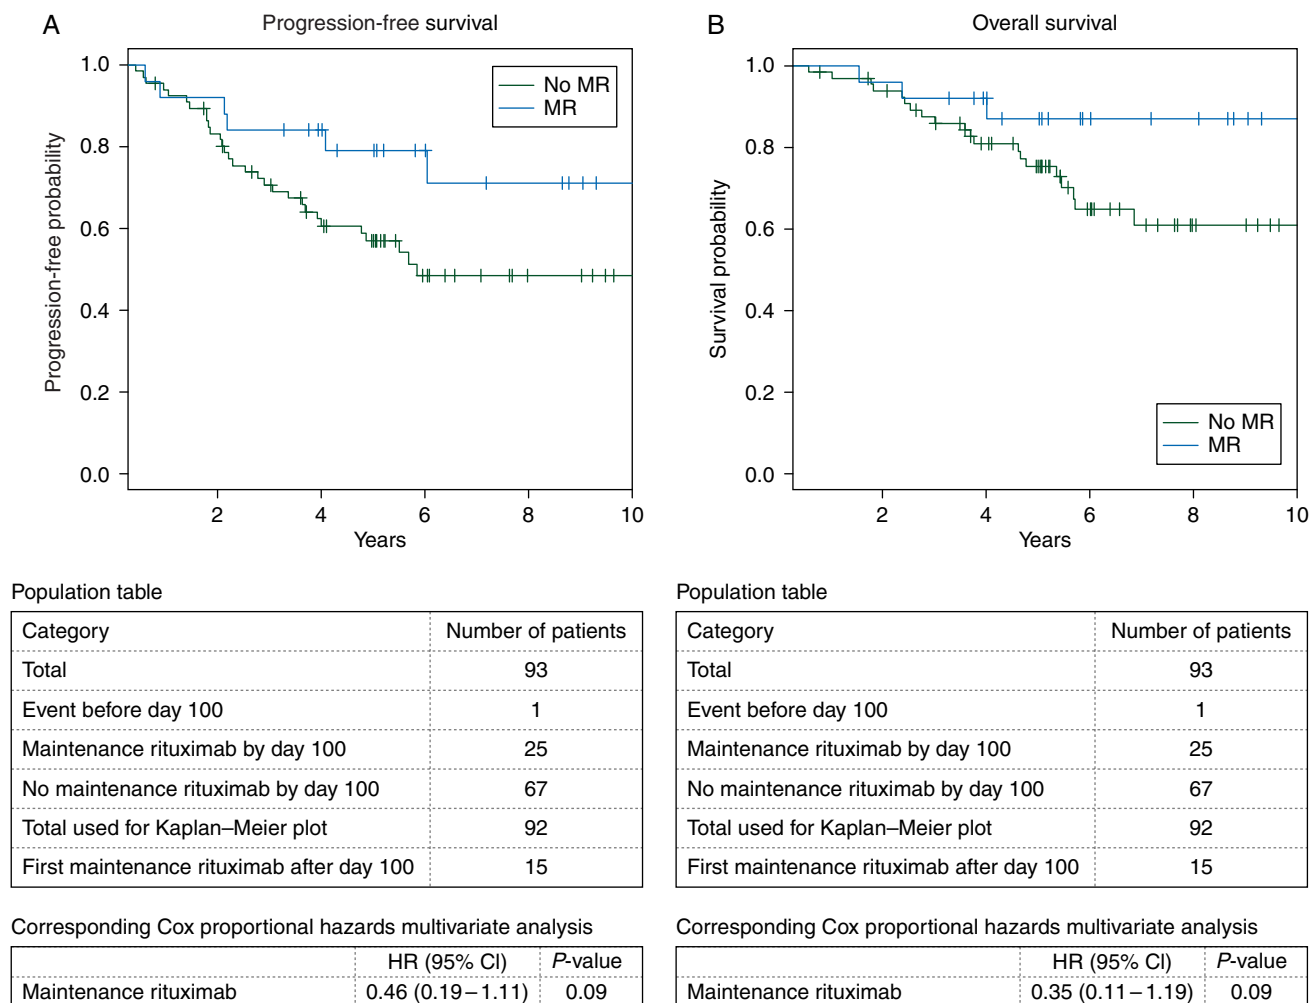 A
Progression-free survival
Progression-free probability
1.0
0.8
0.6
0.4
0.2
0.0
No MR
MR
2
4
6
8
10
Years
B
Overall survival
Survival probability
1.0
0.8
0.6
0.4
0.2
0.0
No MR
MR
2
4
6
8
10
Years
Population table
Category Number of patients
Total 93
Event before day 100 1
Maintenance rituximab by day 100 25
No maintenance rituximab by day 100 67
Total used for Kaplan–Meier plot 92
First maintenance rituximab after day 100 15
Corresponding Cox proportional hazards multivariate analysis
HR (95% CI) P-value
Maintenance rituximab 0.46 (0.19–1.11) 0.09
Population table
Category Number of patients
Total 93
Event before day 100 1
Maintenance rituximab by day 100 25
No maintenance rituximab by day 100 67
Total used for Kaplan–Meier plot 92
First maintenance rituximab after day 100 15
Corresponding Cox proportional hazards multivariate analysis
HR (95% CI) P-value
Maintenance rituximab 0.35 (0.11–1.19) 0.09